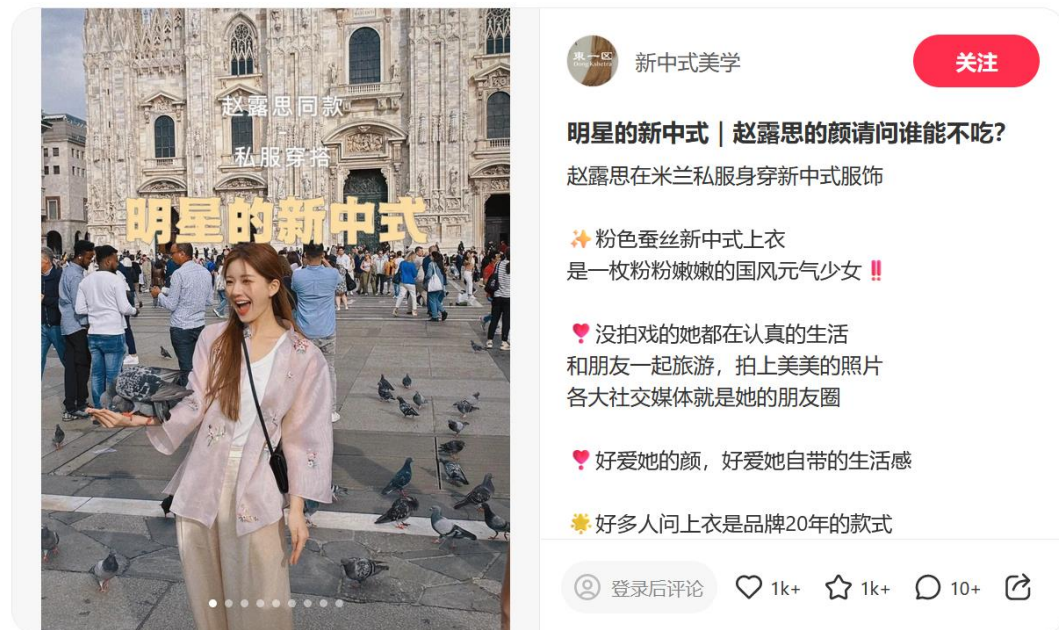 赵露思同款
-
私服穿搭
明星的新中式
東一区
新中式美学
关注
明星的新中式｜赵露思的颜请问谁能不吃？
赵露思在米兰私服身穿新中式服饰
✨粉色蚕丝新中式上衣
是一枚粉粉嫩嫩的国风元气少女‼️
❣️没拍戏的她都在认真的生活
和朋友一起旅游，拍上美美的照片
各大社交媒体就是她的朋友圈
❣️好爱她的颜，好爱她自带的生活感
🌟好多人问上衣是品牌20年的款式
登录后评论
1k+
1k+
10+